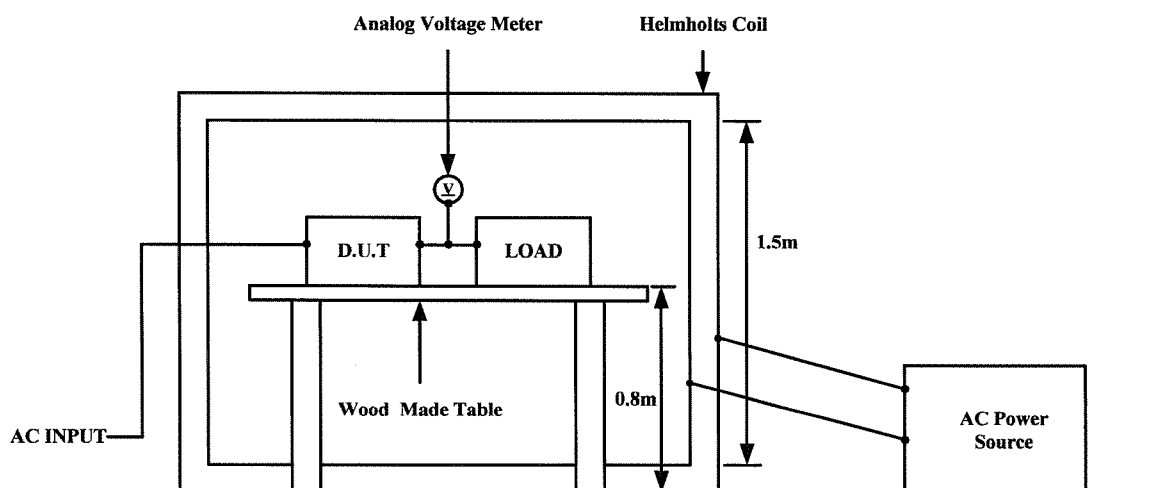 Analog Voltage Meter
Helmholts Coil
V
D.U.T
LOAD
1.5m
0.8m
Wood Made Table
AC INPUT
AC Power
Source